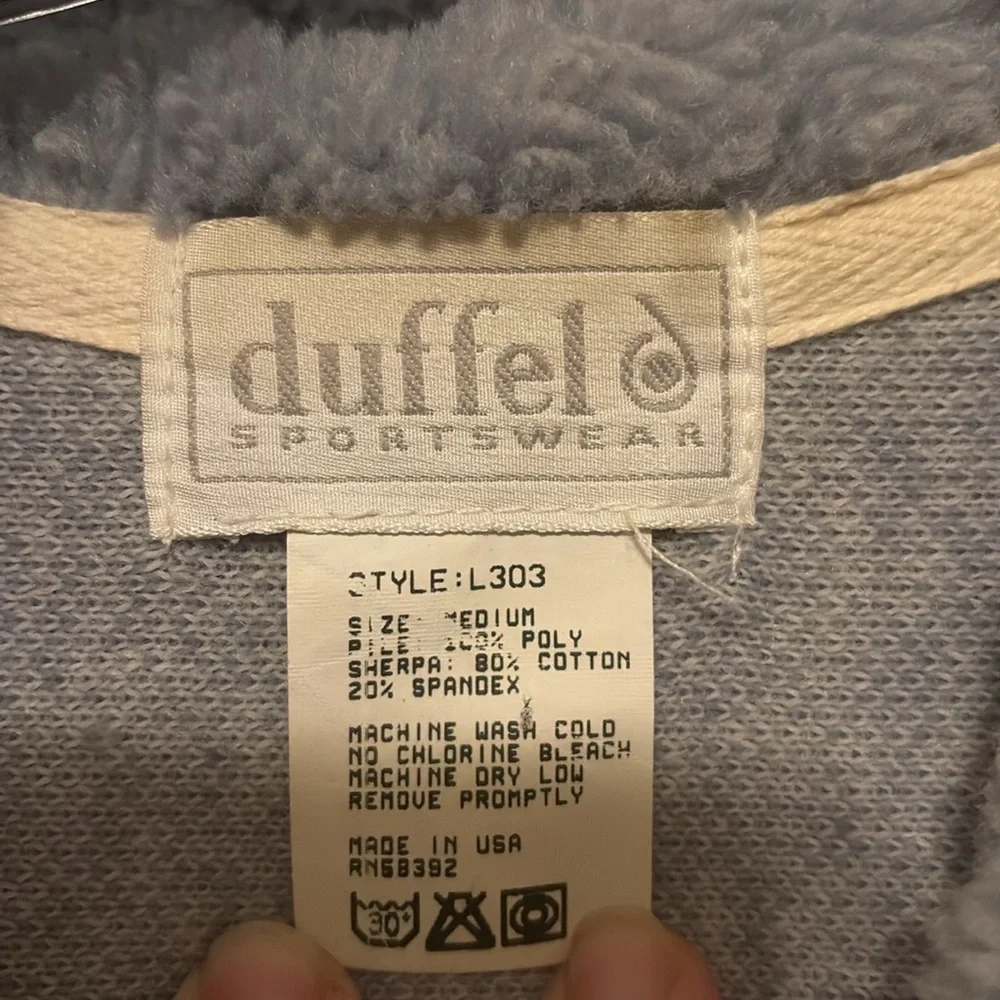 duffel
SPORTSWEAR
STYLE:L303
SIZE: MEDIUM
PILE: 100% POLY
SHERPA: 80% COTTON
20% SPANDEX
MACHINE WASH COLD
NO CHLORINE BLEACH
MACHINE DRY LOW
REMOVE PROMPTLY
MADE IN USA
RN58392
30°